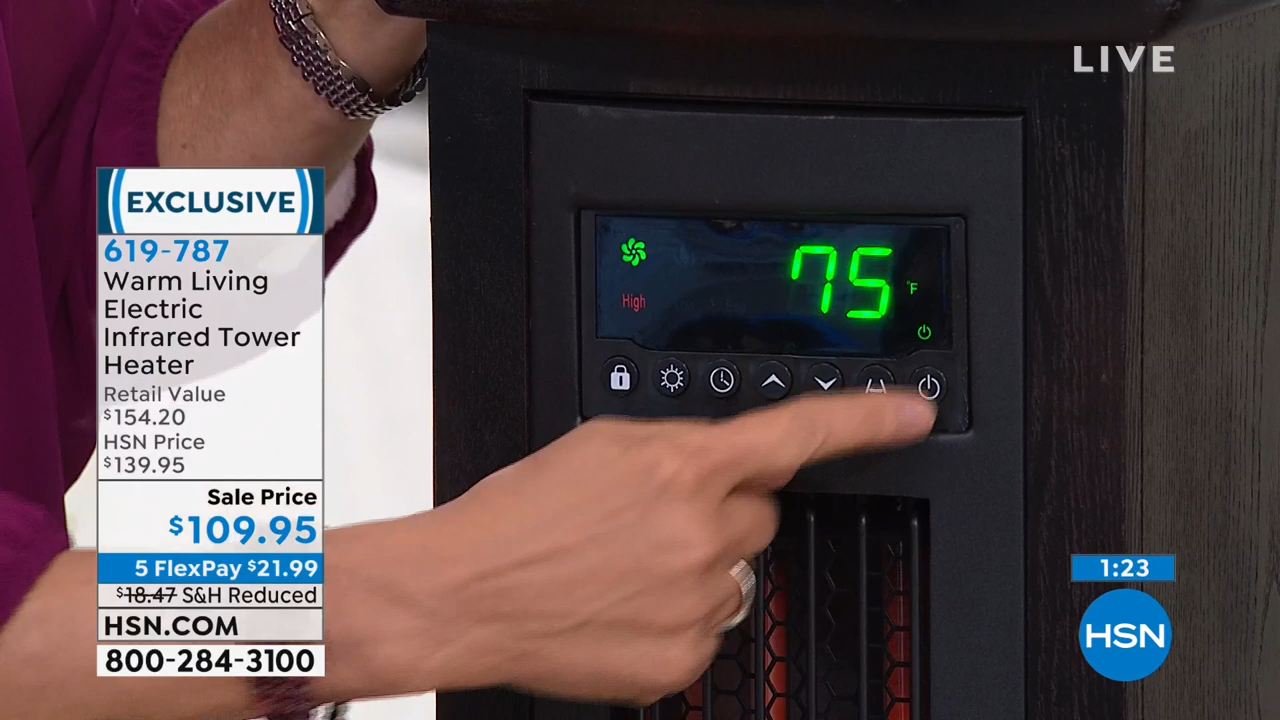 LIVE
EXCLUSIVE
619-787
Warm Living
Electric
Infrared Tower
Heater
Retail Value
$154.20
HSN Price
$139.95
Sale Price
$109.95
5 FlexPay $21.99
$18.47 S&H Reduced
HSN.COM
800-284-3100
75 °F
High
1:23
HSN